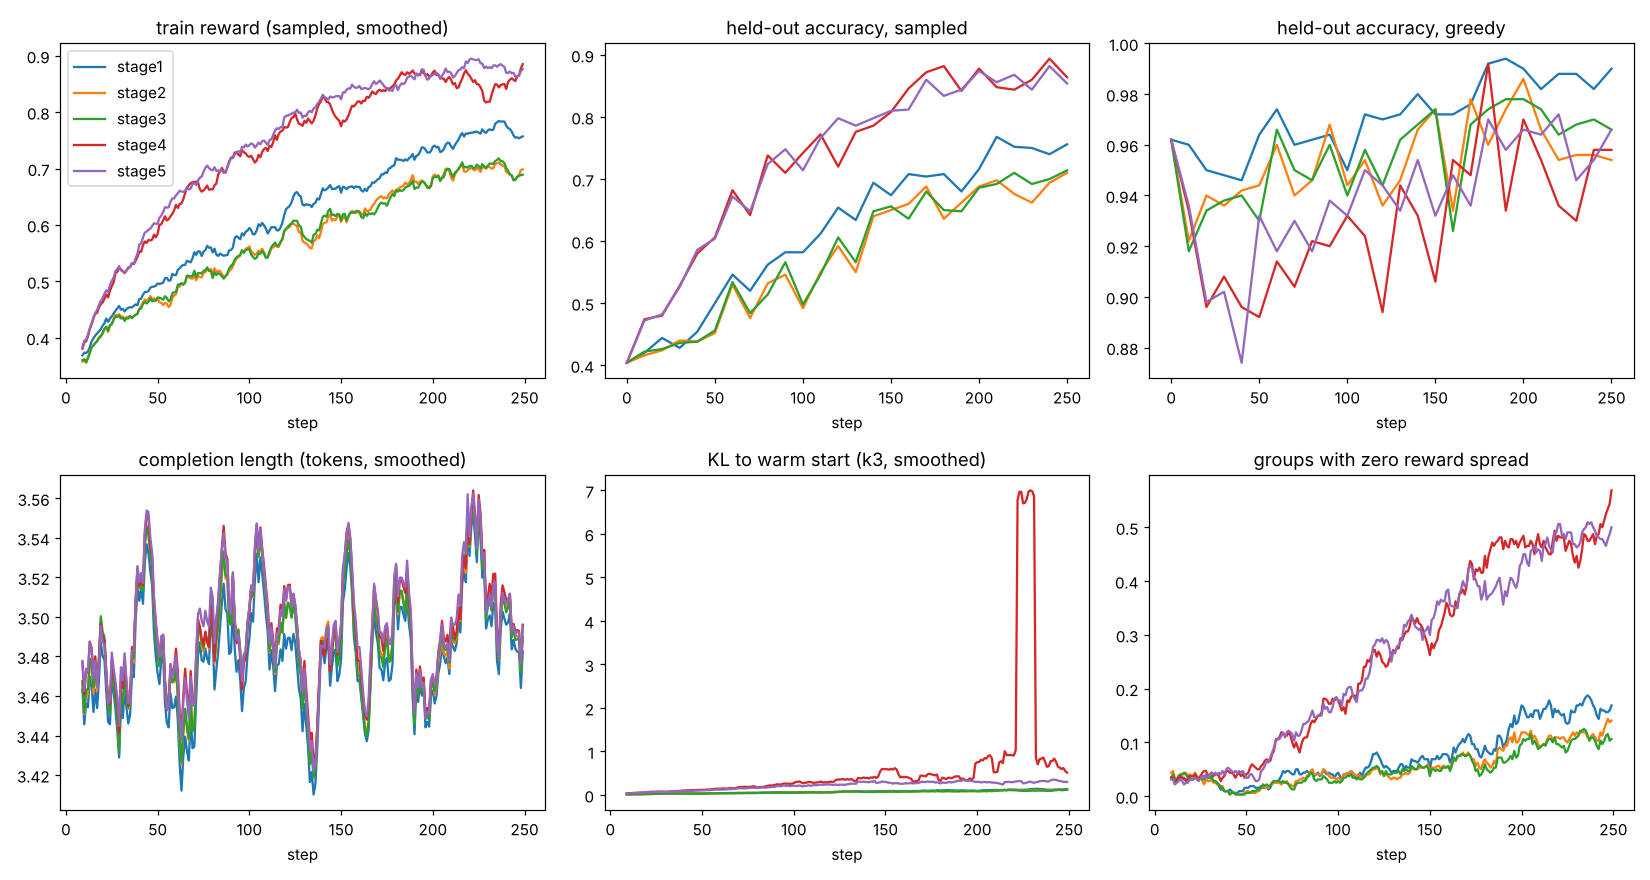 train reward (sampled, smoothed)
0.9
0.8
0.7
0.6
0.5
0.4
stage1
stage2
stage3
stage4
stage5
0 50 100 150 200 250
step
held-out accuracy, sampled
0.9
0.8
0.7
0.6
0.5
0.4
0 50 100 150 200 250
step
held-out accuracy, greedy
1.00
0.98
0.96
0.94
0.92
0.90
0.88
0 50 100 150 200 250
step
completion length (tokens, smoothed)
3.56
3.54
3.52
3.50
3.48
3.46
3.44
3.42
0 50 100 150 200 250
step
KL to warm start (k3, smoothed)
7
6
5
4
3
2
1
0
0 50 100 150 200 250
step
groups with zero reward spread
0.5
0.4
0.3
0.2
0.1
0.0
0 50 100 150 200 250
step